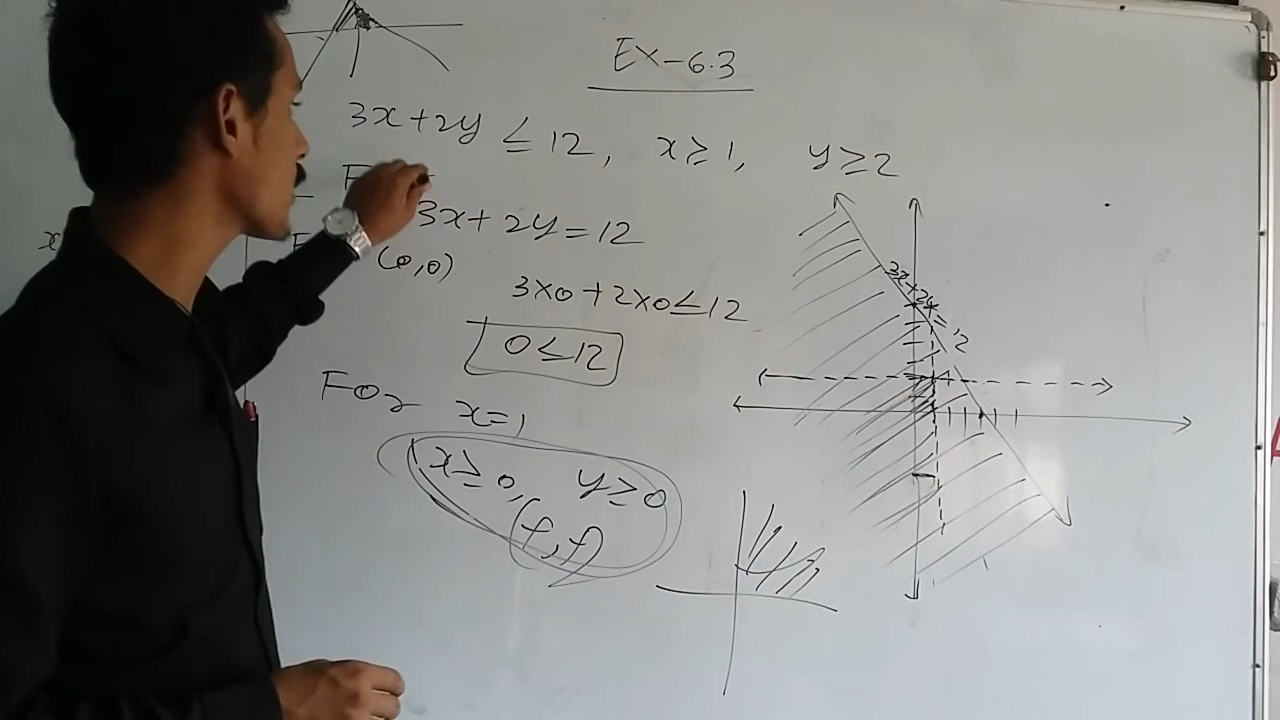 EX-6.3
3x+2y ≤ 12, x ≥ 1, y ≥ 2
3x+2y=12
(0,0)
3x0+2x0≤12
0≤12
For x=1
x≥0, y≥0
(+,+)
3x+2y=12